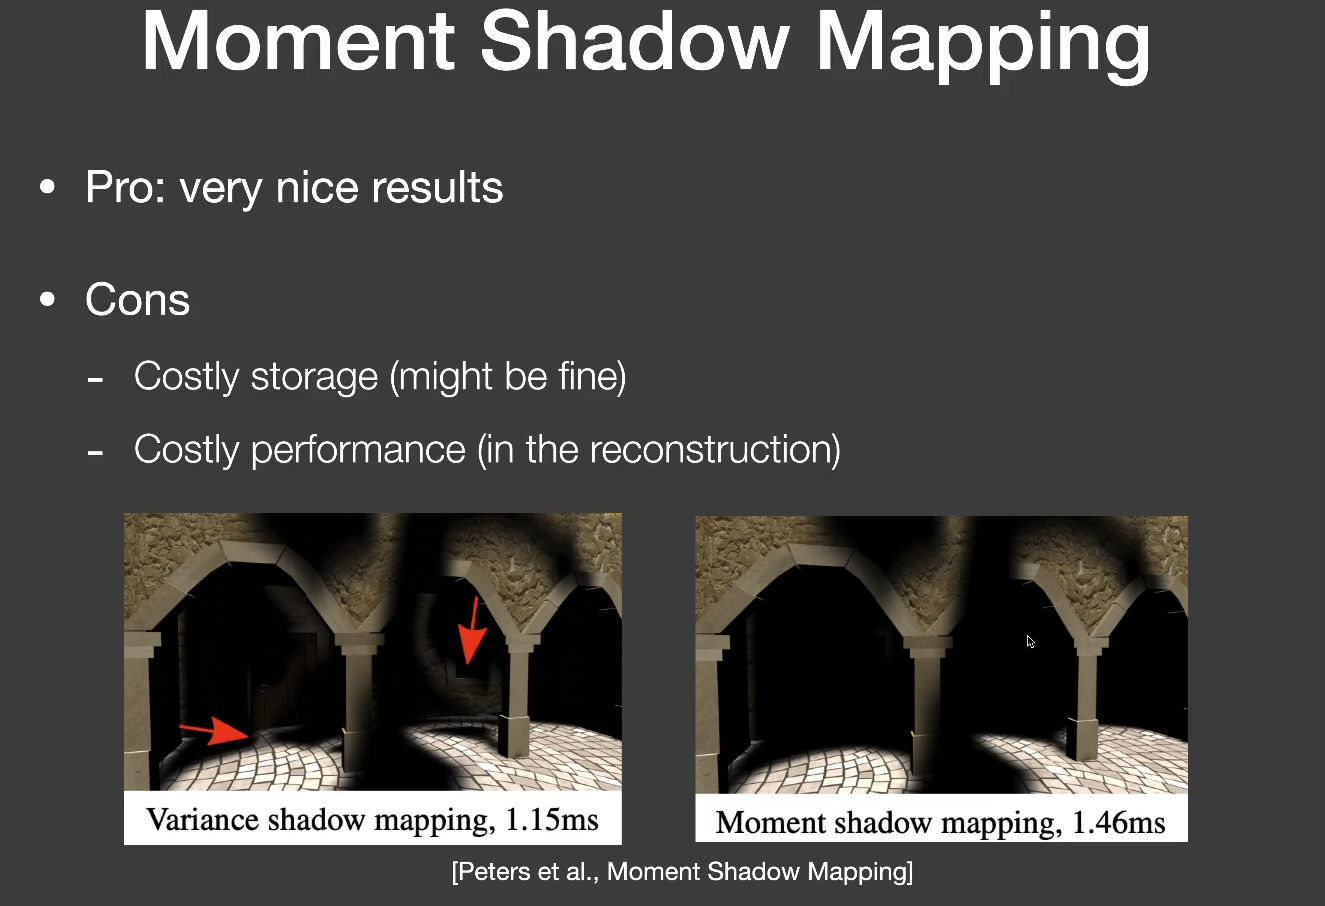 Moment Shadow Mapping
• Pro: very nice results
• Cons
- Costly storage (might be fine)
- Costly performance (in the reconstruction)
Variance shadow mapping, 1.15ms
Moment shadow mapping, 1.46ms
[Peters et al., Moment Shadow Mapping]